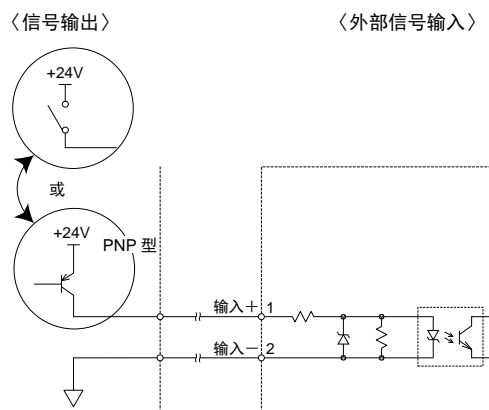 〈信号输出〉
〈外部信号输入〉
+24V
或
+24V
PNP 型
输入＋ 1
输入－ 2